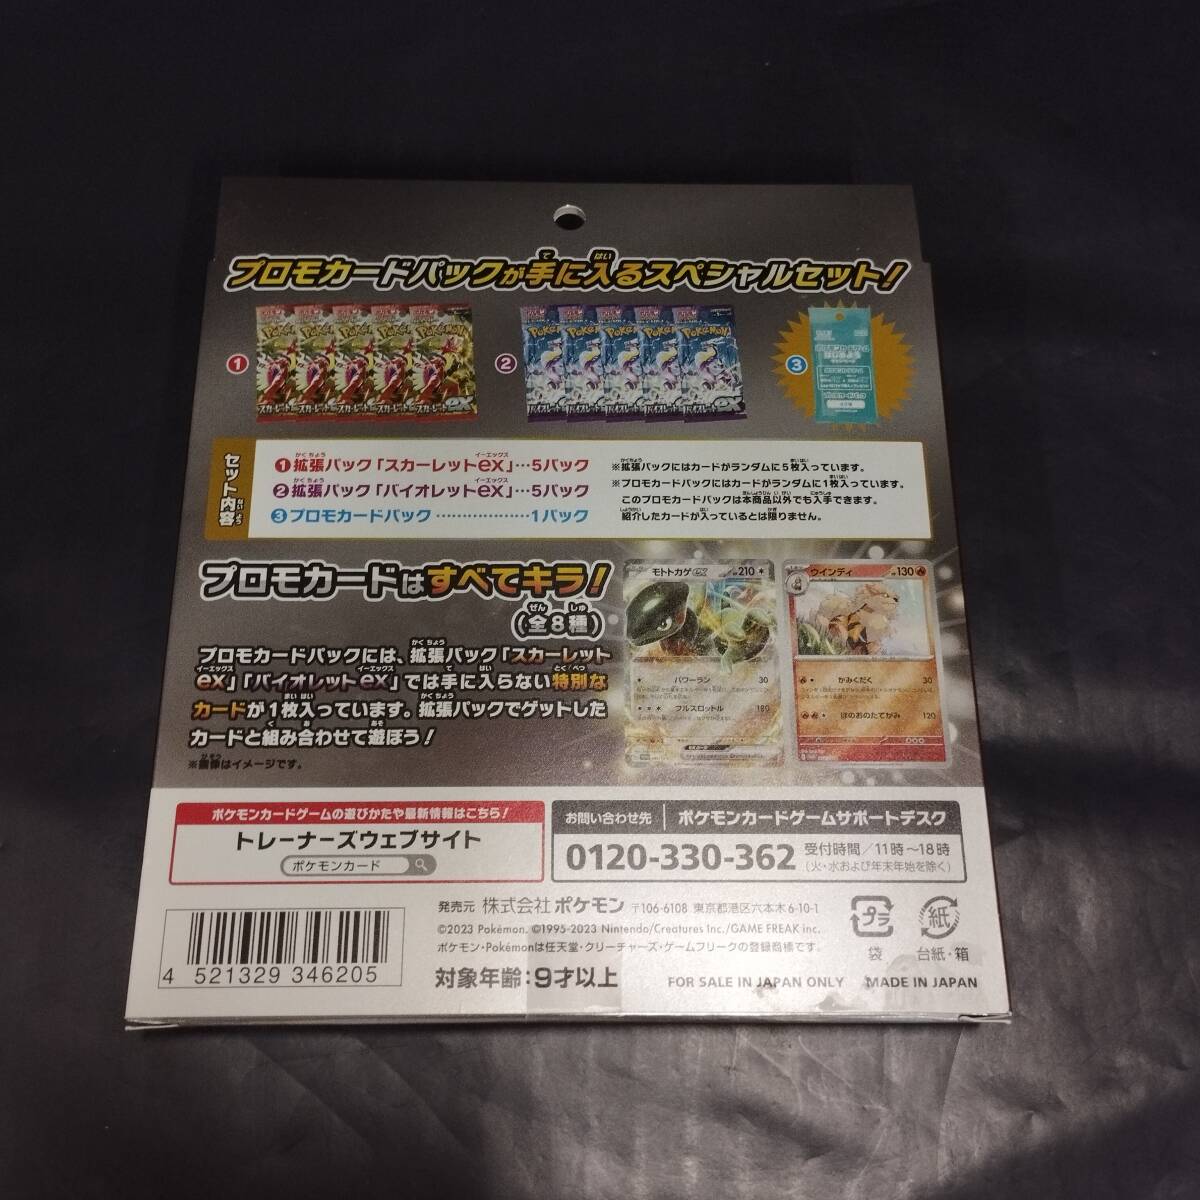 プロモカードパックが手に入るスペシャルセット!
①
Pokémon
スカーレットex
②
Pokémon
バイオレットex
③
セット内容
①拡張パック「スカーレットex」…5パック
②拡張パック「バイオレットex」…5パック
③プロモカードパック………………1パック
※拡張パックにはカードがランダムに5枚入っています。
※プロモカードパックにはカードがランダムに1枚入っています。
このプロモカードパックは本商品以外でも入手できます。
紹介したカードが入っているとは限りません。
プロモカードはすべてキラ!
(全8種)
プロモカードパックには、拡張パック「スカーレット
ex」「バイオレットex」では手に入らない特別な
カードが1枚入っています。拡張パックでゲットした
カードと組み合わせて遊ぼう!
※画像はイメージです。
モトトカゲex HP210
パワーラン 30
フルスロットル 180
ウインディ HP130
かみくだく 30
ほのおのたてがみ 120
ポケモンカードゲームの遊びかたや最新情報はこちら!
トレーナーズウェブサイト
ポケモンカード
お問い合わせ先 ポケモンカードゲームサポートデスク
0120-330-362 受付時間/11時~18時
(火・水および年末年始を除く)
発売元 株式会社ポケモン 〒106-6108 東京都港区六本木6-10-1
©2023 Pokémon. ©1995-2023 Nintendo/Creatures Inc./GAME FREAK inc.
ポケモン・Pokémonは任天堂・クリーチャーズ・ゲームフリークの登録商標です。
対象年齢:9才以上
FOR SALE IN JAPAN ONLY MADE IN JAPAN
プラ
袋
紙
台紙・箱
4 521329 346205